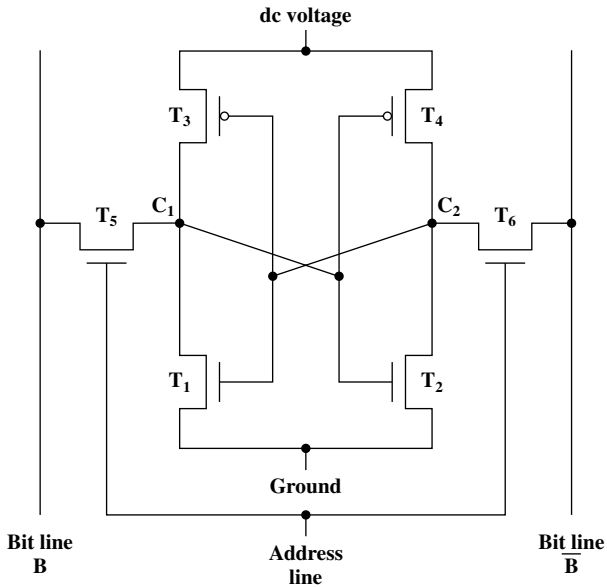 dc voltage
T3
T4
T5
C1
C2
T6
T1
T2
Ground
Bit line
B
Address
line
Bit line
B̅